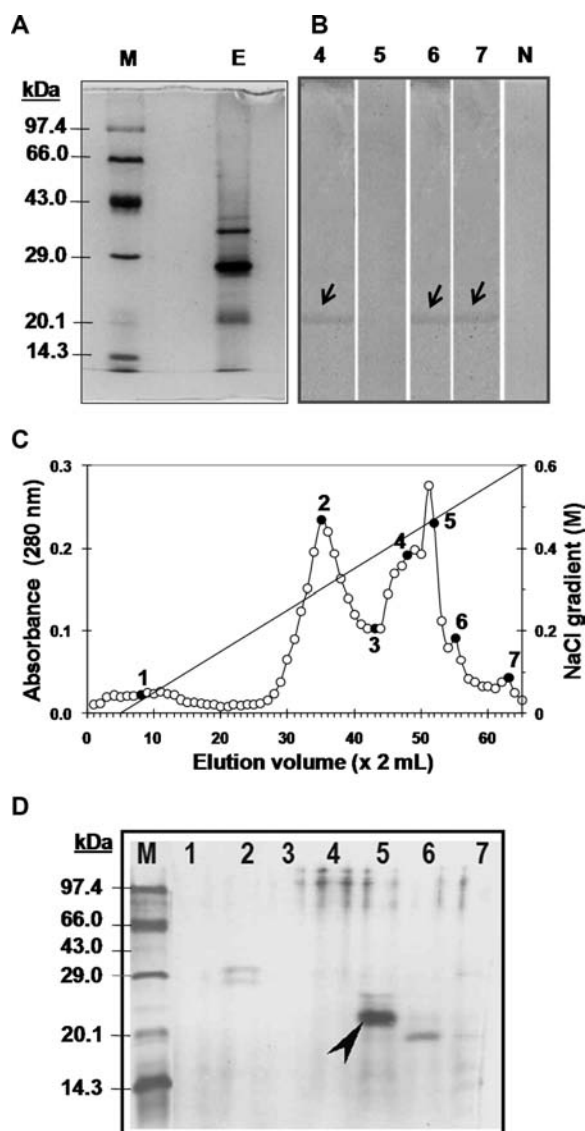 A B
M E 4 5 6 7 N
kDa
97.4
66.0
43.0
29.0
20.1
14.3
C
0.3 0.6
0.2 0.4
0.1 0.2
0.0 0
Absorbance (280 nm)
NaCl gradient (M)
1 2 3 4 5 6 7
0 10 20 30 40 50 60
Elution volume (x 2 mL)
D
kDa M 1 2 3 4 5 6 7
97.4
66.0
43.0
29.0
20.1
14.3